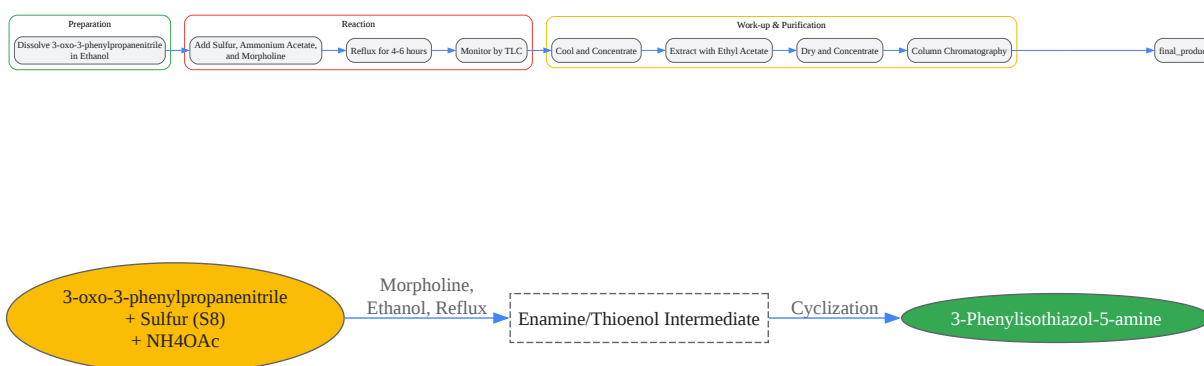 Preparation
Dissolve 3-oxo-3-phenylpropanenitrile
in Ethanol
Reaction
Add Sulfur, Ammonium Acetate,
and Morpholine
Reflux for 4-6 hours
Monitor by TLC
Work-up & Purification
Cool and Concentrate
Extract with Ethyl Acetate
Dry and Concentrate
Column Chromatography
final_produc
3-oxo-3-phenylpropanenitrile
+ Sulfur (S8)
+ NH4OAc
Morpholine,
Ethanol, Reflux
Enamine/Thioenol Intermediate
Cyclization
3-Phenylisothiazol-5-amine